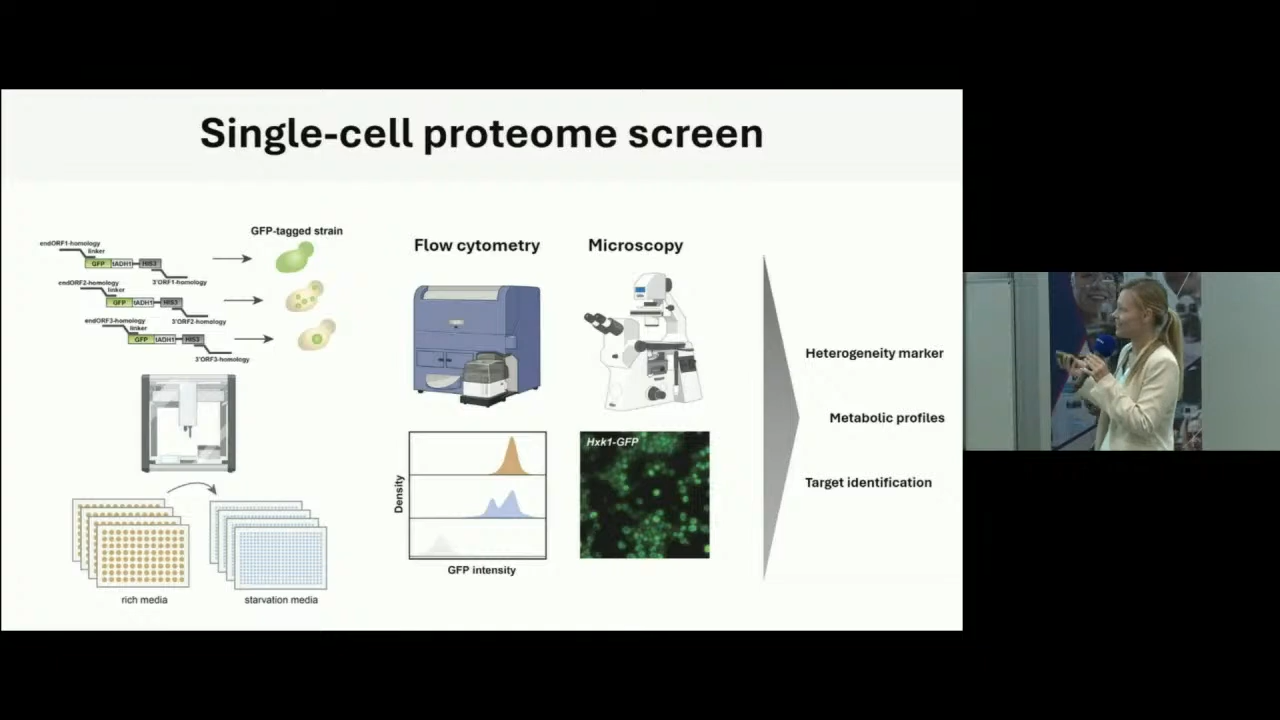 Single-cell proteome screen
endORF1-homology
linker
GFP tADH1 HIS3
3'ORF1-homology
endORF2-homology
linker
GFP tADH1 HIS3
3'ORF2-homology
endORF3-homology
linker
GFP tADH1 HIS3
3'ORF3-homology
GFP-tagged strain
rich media
starvation media
Flow cytometry
Microscopy
Density
GFP intensity
Hxk1-GFP
Heterogeneity marker
Metabolic profiles
Target identification